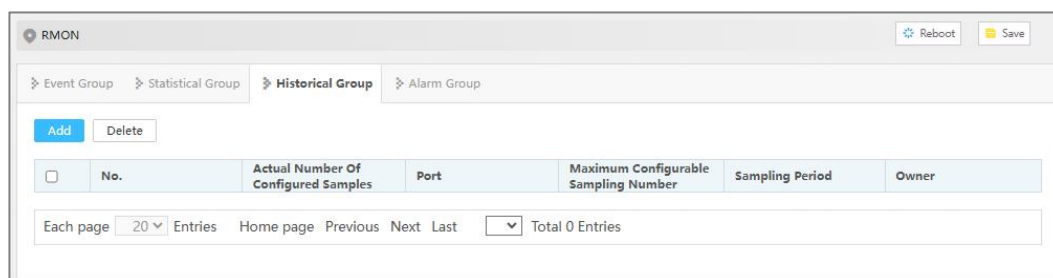 RMON Reboot Save
Event Group Statistical Group Historical Group Alarm Group
Add Delete
No. Actual Number Of Configured Samples Port Maximum Configurable Sampling Number Sampling Period Owner
Each page 20 Entries Home page Previous Next Last Total 0 Entries